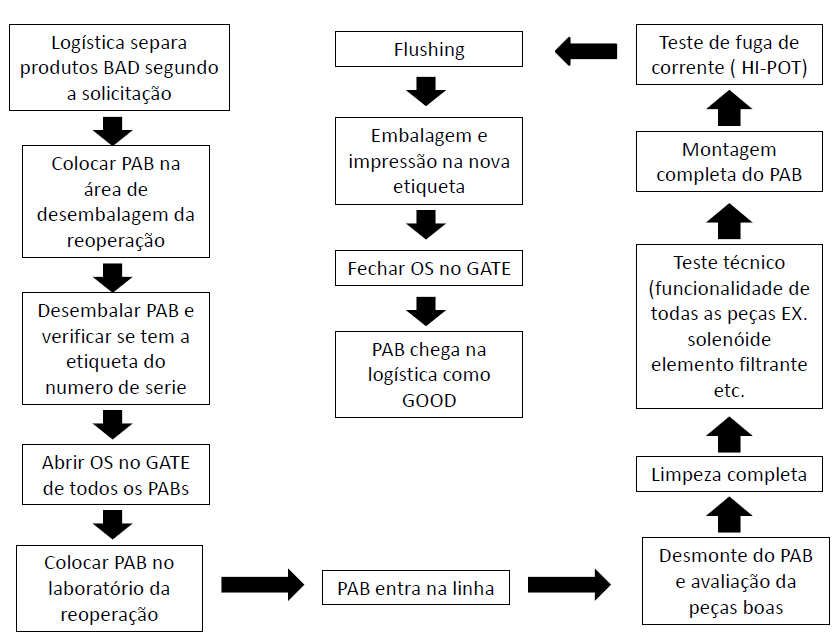 Logística separa
produtos BAD segundo
a solicitação
Colocar PAB na
área de
desembalagem da
reoperação
Desembalar PAB e
verificar se tem a
etiqueta do
numero de serie
Abrir OS no GATE
de todos os PABs
Colocar PAB no
laboratório da
reoperação
PAB entra na linha
Desmonte do PAB
e avaliação da
peças boas
Limpeza completa
Teste técnico
(funcionalidade de
todas as peças EX.
solenóide
elemento filtrante
etc.
Montagem
completa do PAB
Teste de fuga de
corrente ( HI-POT)
Flushing
Embalagem e
impressão na nova
etiqueta
Fechar OS no GATE
PAB chega na
logística como
GOOD